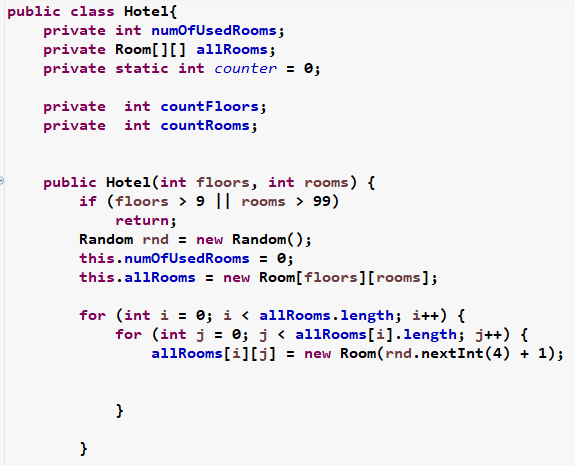 public class Hotel{
private int numOfUsedRooms;
private Room[][] allRooms;
private static int counter = 0;
private  int countFloors;
private  int countRooms;
public Hotel(int floors, int rooms) {
if (floors > 9 || rooms > 99)
return;
Random rnd = new Random();
this.numOfUsedRooms = 0;
this.allRooms = new Room[floors][rooms];
for (int i = 0; i < allRooms.length; i++) {
for (int j = 0; j < allRooms[i].length; j++) {
allRooms[i][j] = new Room(rnd.nextInt(4) + 1);
}
}